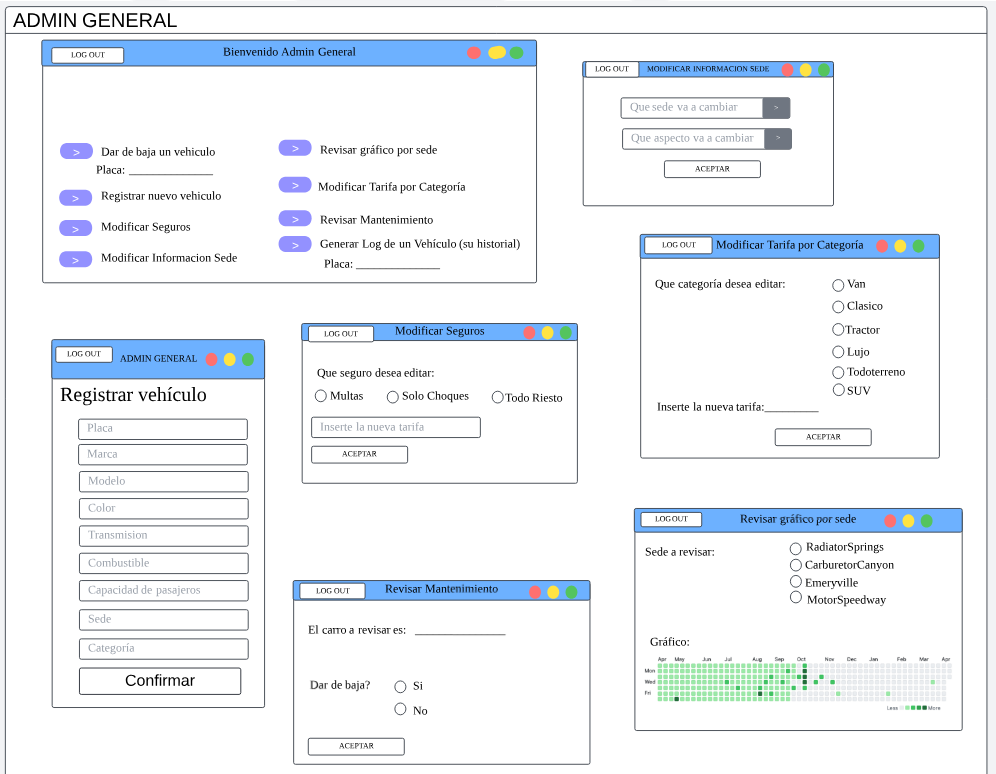 ADMIN GENERAL
LOG OUT
Bienvenido Admin General
> Dar de baja un vehiculo
Placa: ______________
> Registrar nuevo vehiculo
> Modificar Seguros
> Modificar Informacion Sede
> Revisar gráfico por sede
> Modificar Tarifa por Categoría
> Revisar Mantenimiento
> Generar Log de un Vehículo (su historial)
Placa: ______________
LOG OUT
MODIFICAR INFORMACION SEDE
Que sede va a cambiar >
Que aspecto va a cambiar >
ACEPTAR
LOG OUT
Modificar Tarifa por Categoría
Que categoría desea editar:
Van
Clasico
Tractor
Lujo
Todoterreno
SUV
Inserte la nueva tarifa:_________
ACEPTAR
LOG OUT
Modificar Seguros
Que seguro desea editar:
Multas
Solo Choques
Todo Riesto
Inserte la nueva tarifa
ACEPTAR
LOG OUT
ADMIN GENERAL
Registrar vehículo
Placa
Marca
Modelo
Color
Transmision
Combustible
Capacidad de pasajeros
Sede
Categoría
Confirmar
LOG OUT
Revisar Mantenimiento
El carro a revisar es: _______________
Dar de baja?
Si
No
ACEPTAR
LOG OUT
Revisar gráfico por sede
Sede a revisar:
RadiatorSprings
CarburetorCanyon
Emeryville
MotorSpeedway
Gráfico:
Apr May Jun Jul Aug Sep Oct Nov Dec Jan Feb Mar Apr
Mon
Wed
Fri
Less More